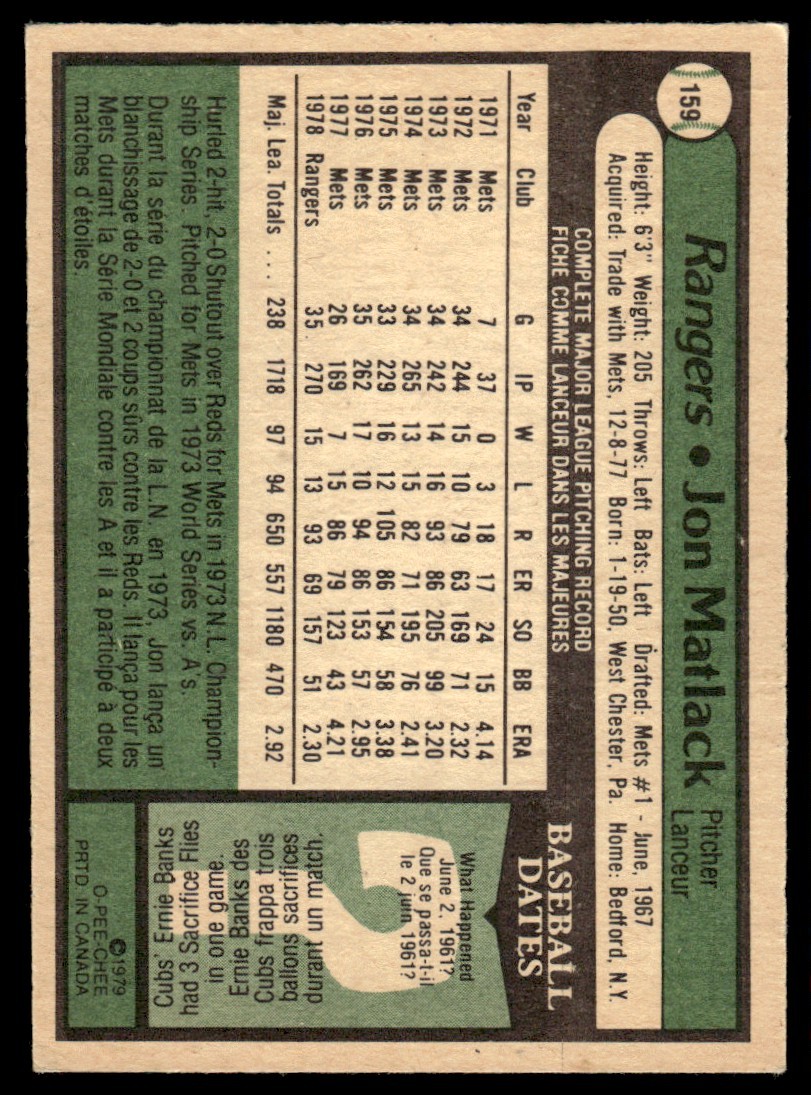 159
Rangers • Jon Matlack Pitcher
Lanceur
Height: 6'3" Weight: 205 Throws: Left Bats: Left Drafted: Mets #1 - June, 1967
Acquired: Trade with Mets, 12-8-77 Born: 1-19-50, West Chester, Pa. Home: Bedford, N.Y.
COMPLETE MAJOR LEAGUE PITCHING RECORD
FICHE COMME LANCEUR DANS LES MAJEURES
Year Club G IP W L R ER SO BB ERA
1971 Mets 7 37 0 3 18 17 24 15 4.14
1972 Mets 34 244 15 10 79 63 169 71 2.32
1973 Mets 34 242 14 16 93 86 205 99 3.20
1974 Mets 34 265 13 15 82 71 195 76 2.41
1975 Mets 33 229 16 12 105 86 154 58 3.38
1976 Mets 35 262 17 10 94 86 153 57 2.95
1977 Mets 26 169 7 15 86 79 123 43 4.21
1978 Rangers 35 270 15 13 93 69 157 51 2.30
Maj. Lea. Totals ... 238 1718 97 94 650 557 1180 470 2.92
Hurled 2-hit, 2-0 Shutout over Reds for Mets in 1973 N.L. Champion-
ship Series. Pitched for Mets in 1973 World Series vs. A's.
Durant la série du championnat de la L.N. en 1973, Jon lança un
blanchissage de 2-0 et 2 coups sûrs contre les Reds. Il lança pour les
Mets durant la Série Mondiale contre les A et il a participé à deux
matches d'étoiles.
BASEBALL
DATES
What Happened
June 2, 1961?
Que se passa-t-il
le 2 juin 1961?
Cubs' Ernie Banks
had 3 Sacrifice Flies
in one game.
Ernie Banks des
Cubs frappa trois
ballons sacrifices
durant un match.
©1979
O-PEE-CHEE
PRTD IN CANADA